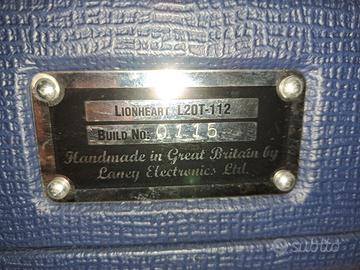 LIONHEART L20T-112
BUILD NO: 0115
Handmade in Great Britain by
Laney Electronics Ltd.
subito